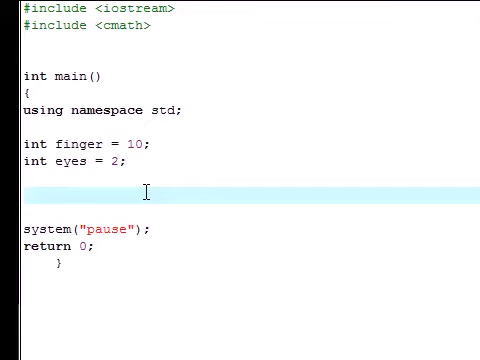 #include <iostream>
#include <cmath>
int main()
{
using namespace std;
int finger = 10;
int eyes = 2;
system("pause");
return 0;
}